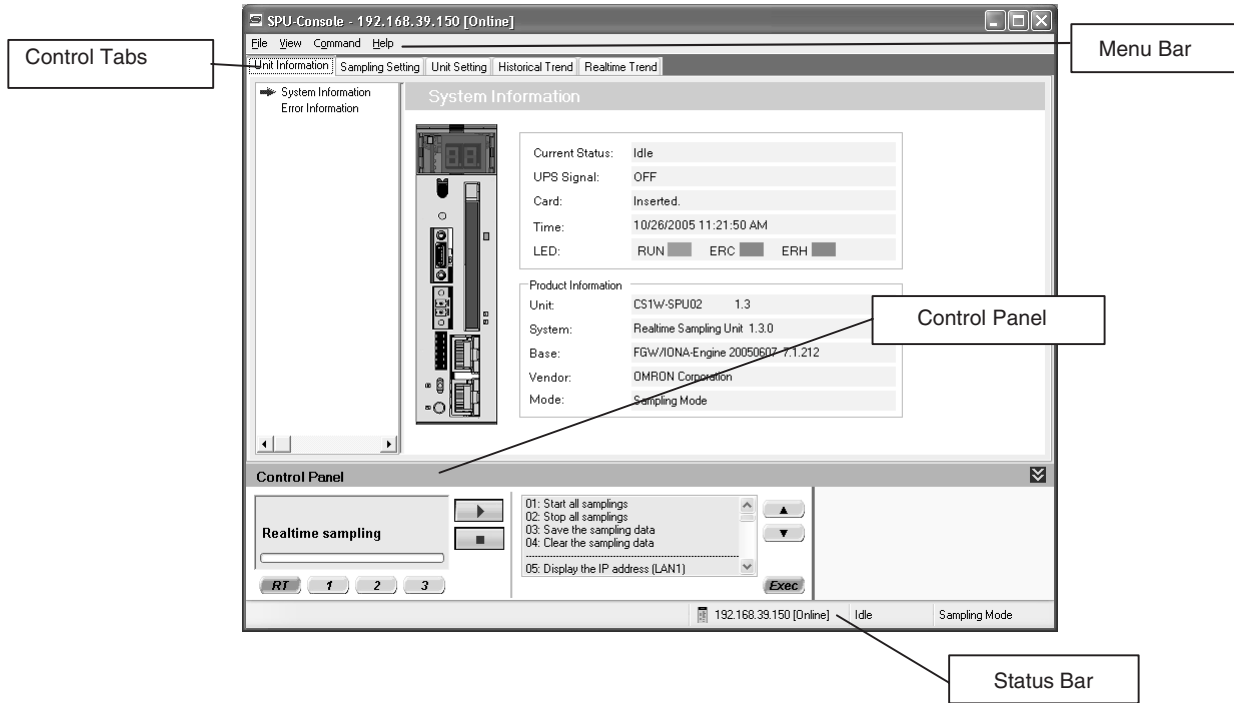 SPU-Console - 192.168.39.150 [Online]
File View Command Help
Menu Bar
Control Tabs
Unit Information Sampling Setting Unit Setting Historical Trend Realtime Trend
System Information
Error Information
System Information
Current Status: Idle
UPS Signal: OFF
Card: Inserted.
Time: 10/26/2005 11:21:50 AM
LED: RUN ERC ERH
Product Information
Unit: CS1W-SPU02 1.3
System: Realtime Sampling Unit 1.3.0
Base: FGW/IONA-Engine 20050607 7.1.212
Vendor: OMRON Corporation
Mode: Sampling Mode
Control Panel
Control Panel
Realtime sampling
RT 1 2 3
01: Start all samplings
02: Stop all samplings
03: Save the sampling data
04: Clear the sampling data
05: Display the IP address (LAN1)
Exec
192.168.39.150 [Online] Idle Sampling Mode
Status Bar